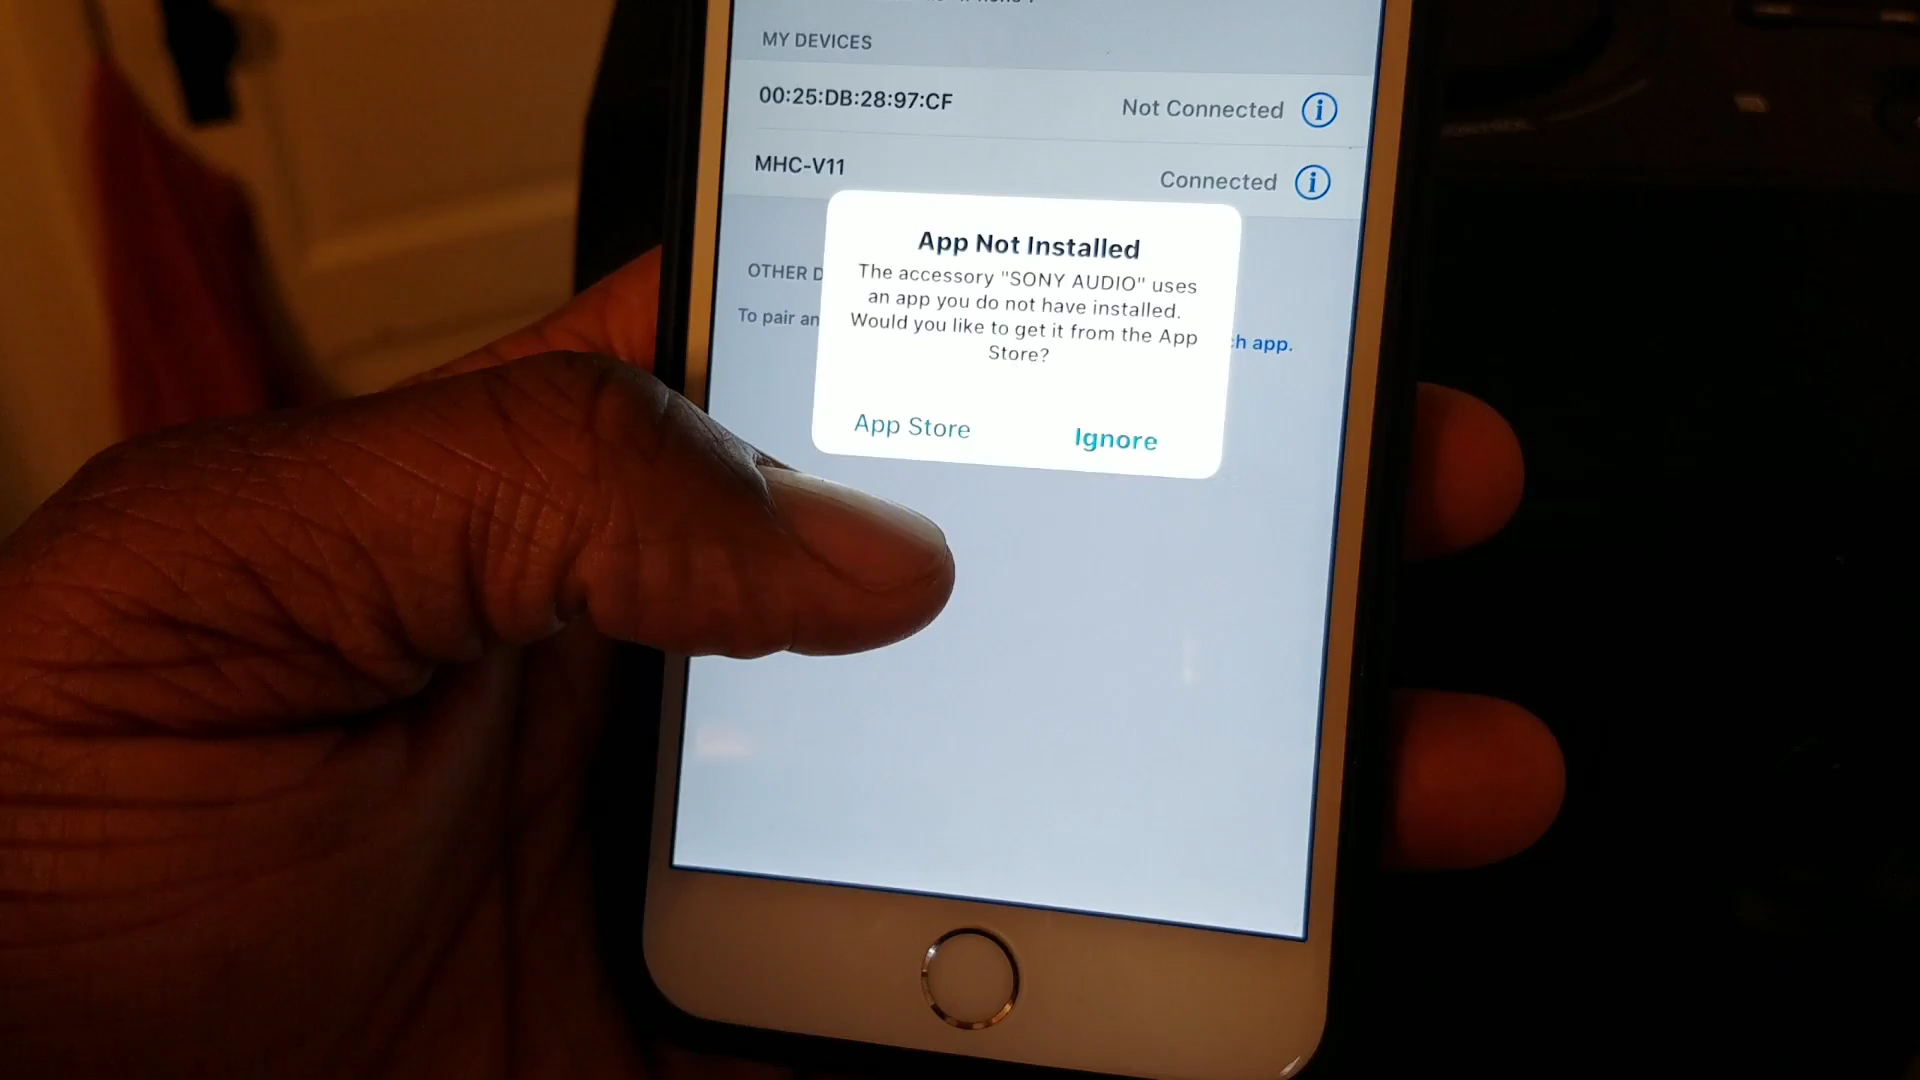 MY DEVICES
00:25:DB:28:97:CF Not Connected
MHC-V11 Connected
App Not Installed
The accessory "SONY AUDIO" uses
an app you do not have installed.
Would you like to get it from the App
Store?
OTHER D
To pair an
h app.
App Store Ignore